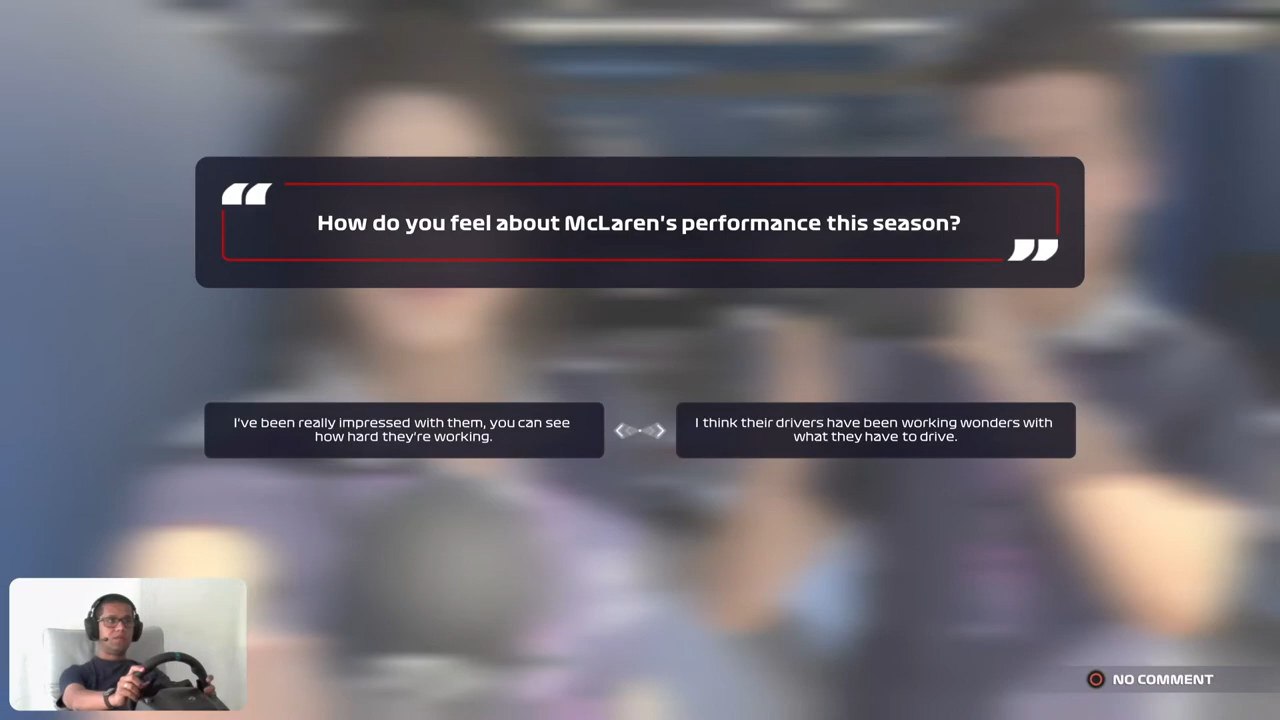 How do you feel about McLaren's performance this season?
I've been really impressed with them, you can see
how hard they're working.
I think their drivers have been working wonders with
what they have to drive.
NO COMMENT